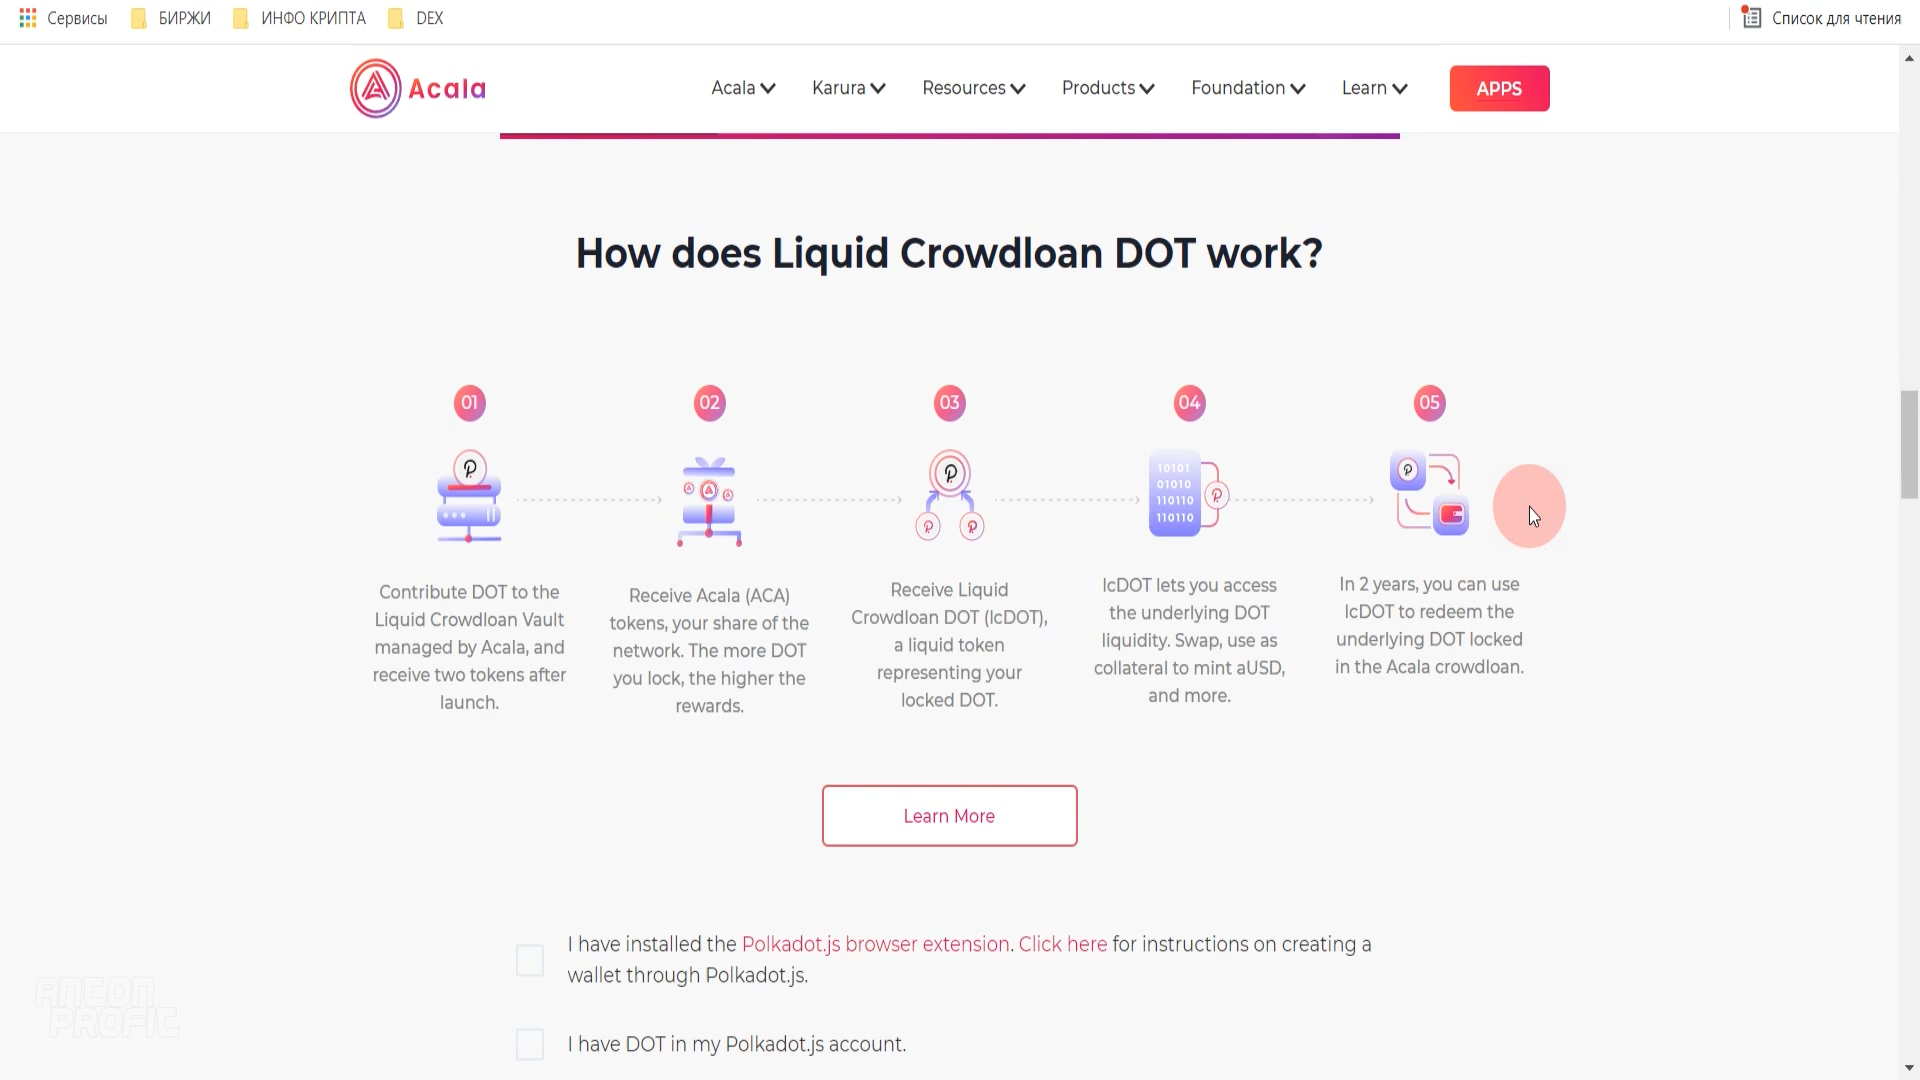 Сервисы БИРЖИ ИНФО КРИПТА DEX Список для чтения
Acala Acala Karura Resources Products Foundation Learn APPS
How does Liquid Crowdloan DOT work?
01 02 03 04 05
10101
01010
110110
110110
Contribute DOT to the
Liquid Crowdloan Vault
managed by Acala, and
receive two tokens after
launch.
Receive Acala (ACA)
tokens, your share of the
network. The more DOT
you lock, the higher the
rewards.
Receive Liquid
Crowdloan DOT (lcDOT),
a liquid token
representing your
locked DOT.
lcDOT lets you access
the underlying DOT
liquidity. Swap, use as
collateral to mint aUSD,
and more.
In 2 years, you can use
lcDOT to redeem the
underlying DOT locked
in the Acala crowdloan.
Learn More
I have installed the Polkadot.js browser extension. Click here for instructions on creating a
wallet through Polkadot.js.
I have DOT in my Polkadot.js account.
ANTON
PROFIT